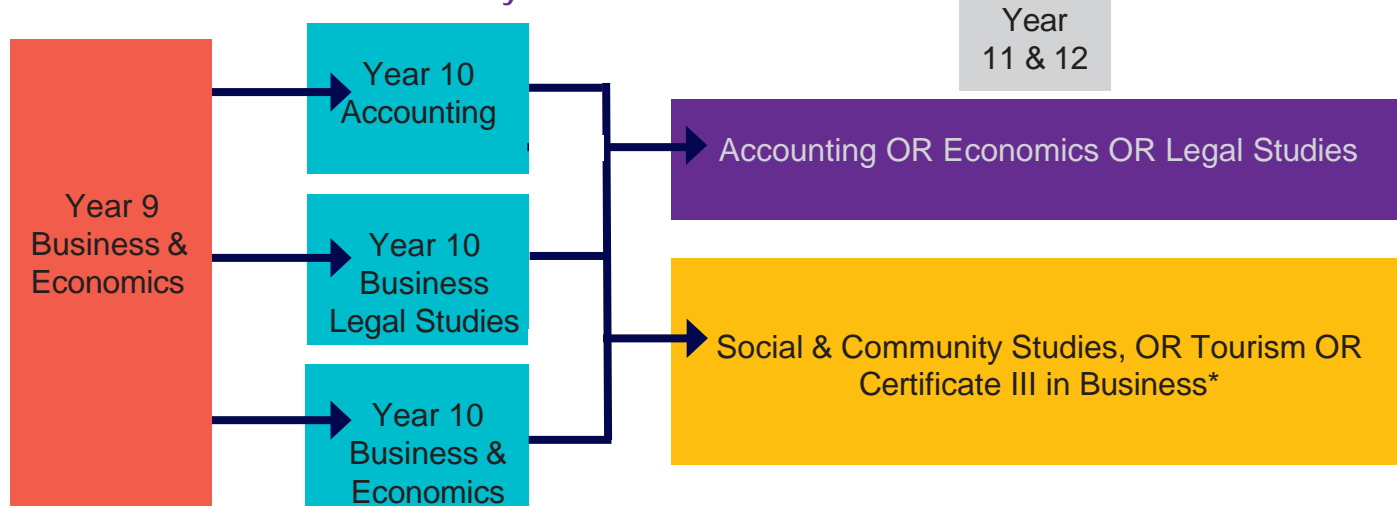 Year
11 & 12
Year 9
Business &
Economics
Year 10
Accounting
Year 10
Business
Legal Studies
Year 10
Business &
Economics
Accounting OR Economics OR Legal Studies
Social & Community Studies, OR Tourism OR
Certificate III in Business*